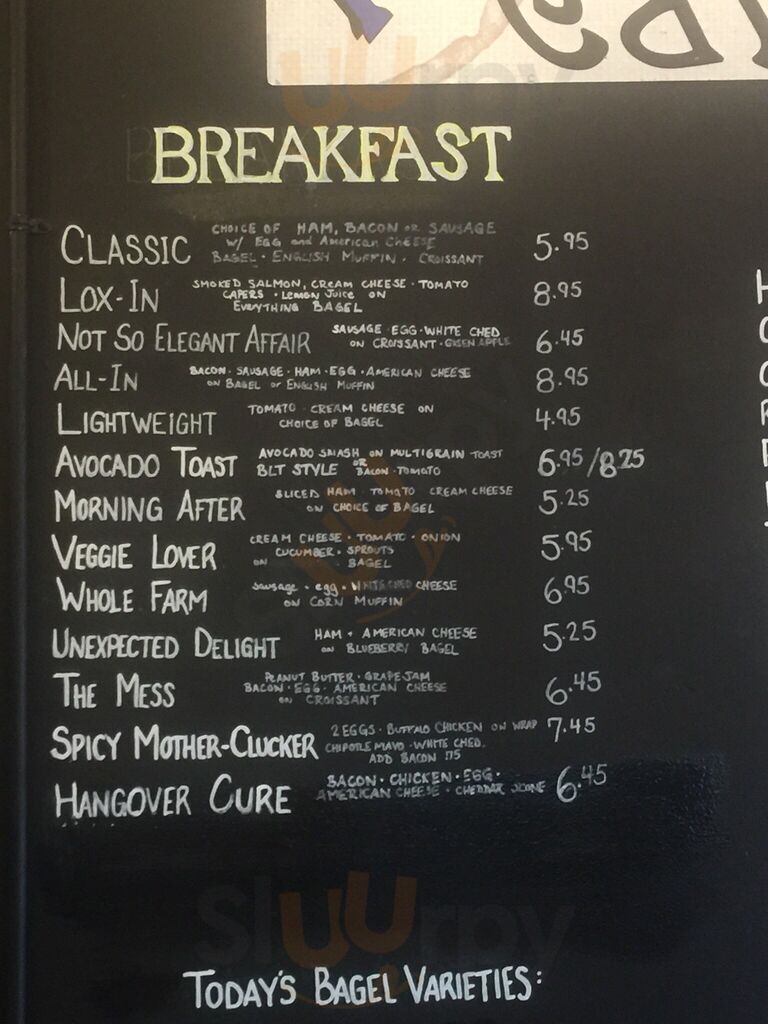 BREAKFAST
CLASSIC CHOICE OF HAM, BACON or SAUSAGE 5.95
w/ EGG and American CHEESE
BAGEL · ENGLISH MUFFIN · CROISSANT
LOX-IN SMOKED SALMON, CREAM CHEESE · TOMATO 8.95
CAPERS · Lemon Juice on
EVERYTHING BAGEL
NOT SO ELEGANT AFFAIR SAUSAGE · EGG · WHITE CHED 6.45
ON CROISSANT · GREEN APPLE
ALL-IN BACON · SAUSAGE · HAM · EGG · AMERICAN CHEESE 8.95
on BAGEL or ENGLISH MUFFIN
LIGHTWEIGHT TOMATO · CREAM CHEESE ON 4.95
CHOICE OF BAGEL
AVOCADO TOAST AVOCADO SMASH ON MULTIGRAIN TOAST 6.95/8.25
BLT STYLE OR BACON · TOMATO
MORNING AFTER SLICED HAM · TOMATO CREAM CHEESE 5.25
ON CHOICE OF BAGEL
VEGGIE LOVER CREAM CHEESE · TOMATO · ONION 5.95
CUCUMBER · SPROUTS
ON BAGEL
WHOLE FARM sausage · egg · WHITE CHED CHEESE 6.95
ON CORN MUFFIN
UNEXPECTED DELIGHT HAM + AMERICAN CHEESE 5.25
on BLUEBERRY BAGEL
THE MESS PEANUT BUTTER · GRAPE JAM 6.45
BACON · EGG · AMERICAN CHEESE
on CROISSANT
SPICY MOTHER-CLUCKER 2 EGGS · BUFFALO CHICKEN ON WRAP 7.45
CHIPOTLE MAYO · WHITE CHED.
ADD BACON .75
HANGOVER CURE BACON · CHICKEN · EGG · 6.45
AMERICAN CHEESE · CHEDDAR SCONE
Sluurpy
TODAY'S BAGEL VARIETIES: